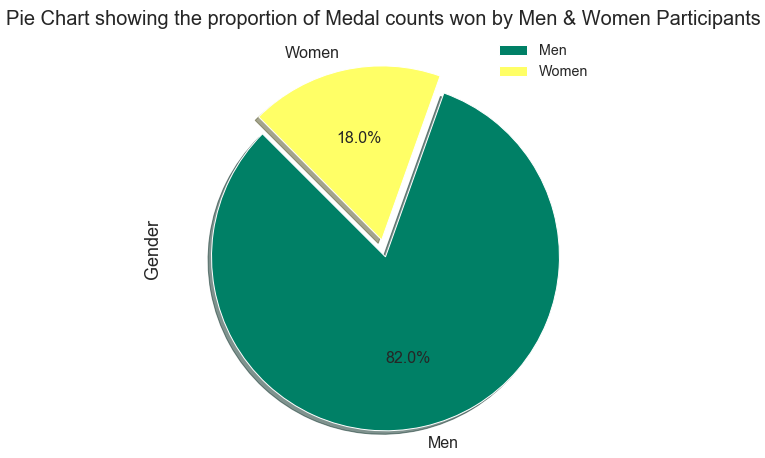 Pie Chart showing the proportion of Medal counts won by Men & Women Participants
Men
Women
Women
18.0%
Gender
82.0%
Men